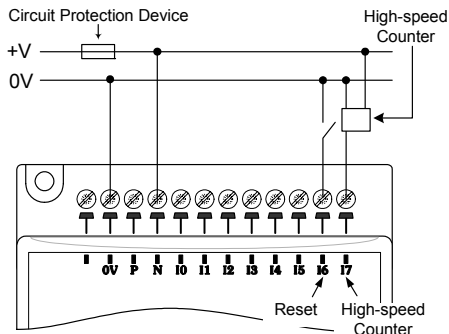 Circuit Protection Device
High-speed
Counter
+V
0V
0V P N I0 I1 I2 I3 I4 I5 I6 I7
Reset
High-speed
Counter